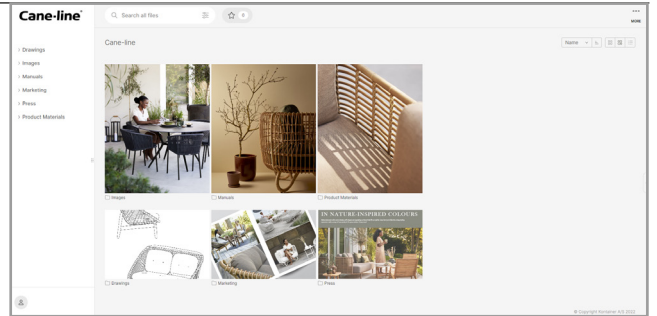 Cane-line®
Search all files
MORE
Cane-line
Name
Drawings
Images
Manuals
Marketing
Press
Product Materials
Images
Manuals
Product Materials
IN NATURE-INSPIRED COLOURS
Drawings
Marketing
Press
© Copyright Kontainer A/S 2022